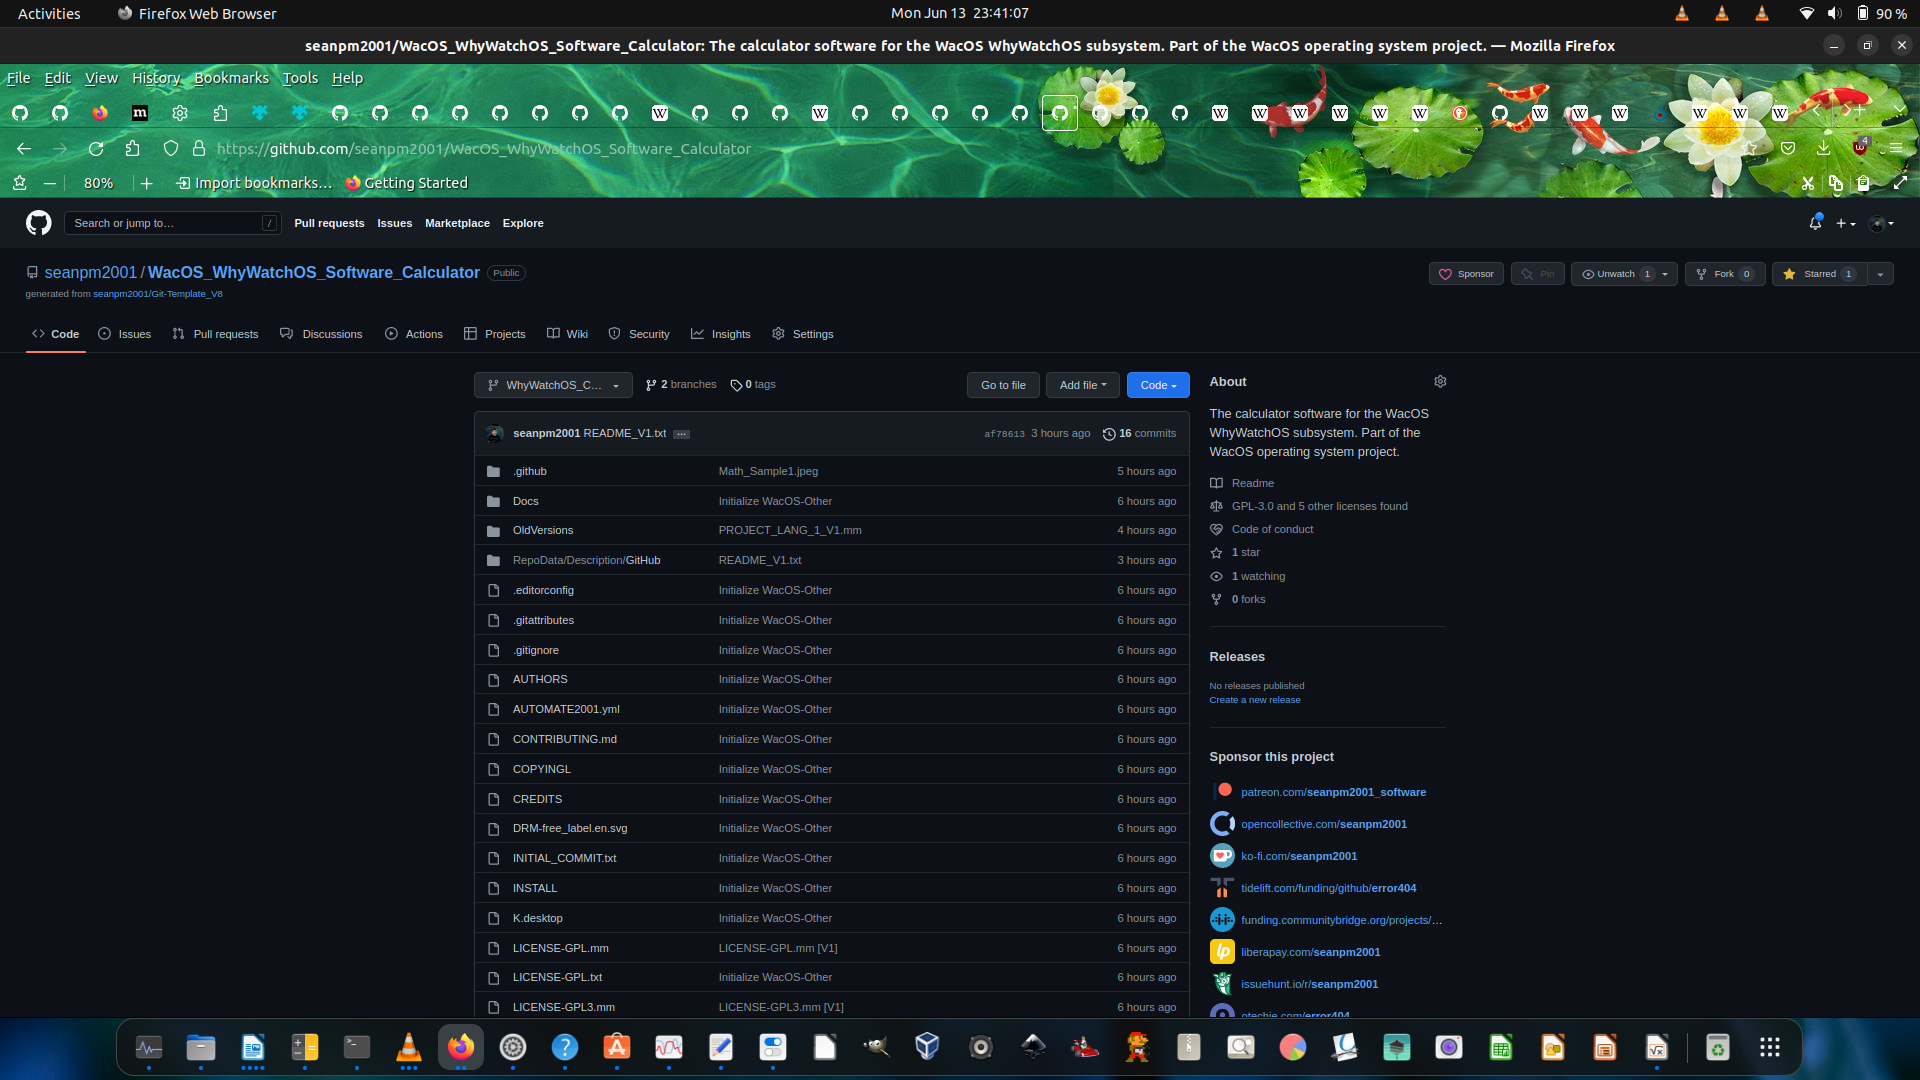 Activities Firefox Web Browser Mon Jun 13 23:41:07 90 %
seanpm2001/WacOS_WhyWatchOS_Software_Calculator: The calculator software for the WacOS WhyWatchOS subsystem. Part of the WacOS operating system project. — Mozilla Firefox
File Edit View History Bookmarks Tools Help
https://github.com/seanpm2001/WacOS_WhyWatchOS_Software_Calculator 4
80% Import bookmarks… Getting Started
Search or jump to… / Pull requests Issues Marketplace Explore
seanpm2001 / WacOS_WhyWatchOS_Software_Calculator Public Sponsor Pin Unwatch 1 Fork 0 Starred 1
generated from seanpm2001/Git-Template_V8
Code Issues Pull requests Discussions Actions Projects Wiki Security Insights Settings
WhyWatchOS_C... 2 branches 0 tags Go to file Add file Code
seanpm2001 README_V1.txt ... af78613 3 hours ago 16 commits
.github Math_Sample1.jpeg 5 hours ago
Docs Initialize WacOS-Other 6 hours ago
OldVersions PROJECT_LANG_1_V1.mm 4 hours ago
RepoData/Description/GitHub README_V1.txt 3 hours ago
.editorconfig Initialize WacOS-Other 6 hours ago
.gitattributes Initialize WacOS-Other 6 hours ago
.gitignore Initialize WacOS-Other 6 hours ago
AUTHORS Initialize WacOS-Other 6 hours ago
AUTOMATE2001.yml Initialize WacOS-Other 6 hours ago
CONTRIBUTING.md Initialize WacOS-Other 6 hours ago
COPYINGL Initialize WacOS-Other 6 hours ago
CREDITS Initialize WacOS-Other 6 hours ago
DRM-free_label.en.svg Initialize WacOS-Other 6 hours ago
INITIAL_COMMIT.txt Initialize WacOS-Other 6 hours ago
INSTALL Initialize WacOS-Other 6 hours ago
K.desktop Initialize WacOS-Other 6 hours ago
LICENSE-GPL.mm LICENSE-GPL.mm [V1] 6 hours ago
LICENSE-GPL.txt Initialize WacOS-Other 6 hours ago
LICENSE-GPL3.mm LICENSE-GPL3.mm [V1] 6 hours ago
About
The calculator software for the WacOS
WhyWatchOS subsystem. Part of the
WacOS operating system project.
Readme
GPL-3.0 and 5 other licenses found
Code of conduct
1 star
1 watching
0 forks
Releases
No releases published
Create a new release
Sponsor this project
patreon.com/seanpm2001_software
opencollective.com/seanpm2001
ko-fi.com/seanpm2001
tidelift.com/funding/github/error404
funding.communitybridge.org/projects/…
liberapay.com/seanpm2001
issuehunt.io/r/seanpm2001
otechie.com/error404